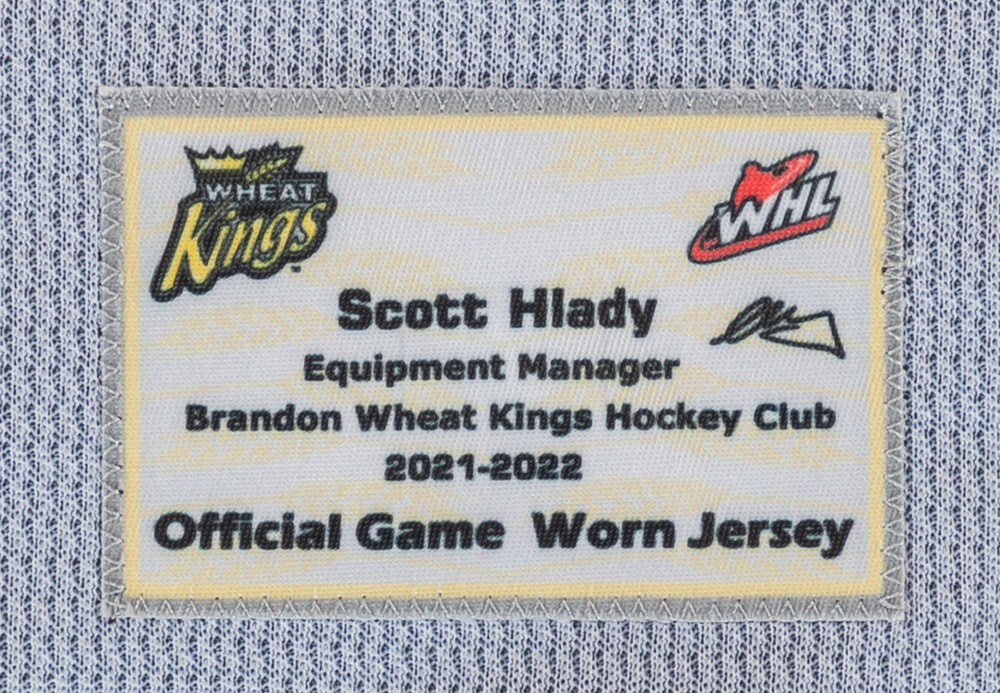 WHEAT
Kings
WHL
Scott Hlady
Equipment Manager
Brandon Wheat Kings Hockey Club
2021-2022
Official Game Worn Jersey